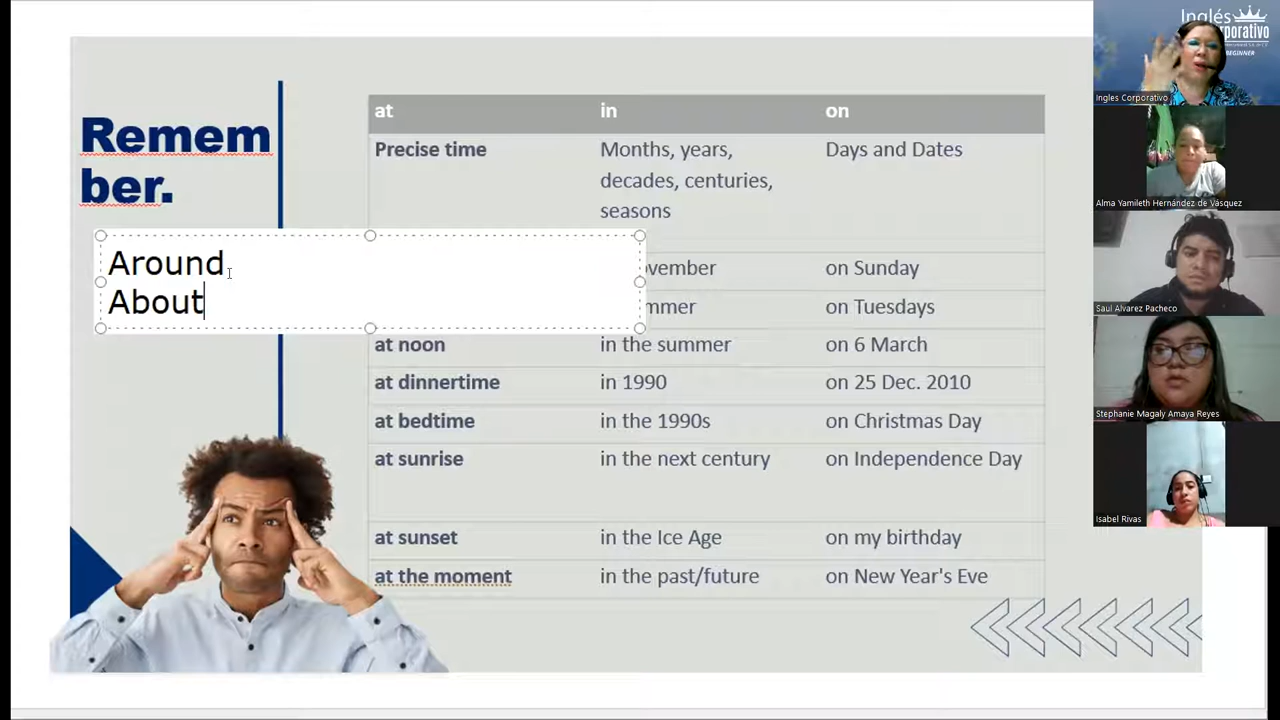 Remem
ber.
at in on
Precise time Months, years, Days and Dates
decades, centuries,
seasons
Around
About
on Sunday
on Tuesdays
at noon in the summer on 6 March
at dinnertime in 1990 on 25 Dec. 2010
at bedtime in the 1990s on Christmas Day
at sunrise in the next century on Independence Day
at sunset in the Ice Age on my birthday
at the moment in the past/future on New Year's Eve
Inglés
BEGINNER
Ingles Corporativo
Alma Yamileth Hernández de Vásquez
Saul Alvarez Pacheco
Stephanie Magaly Amaya Reyes
Isabel Rivas